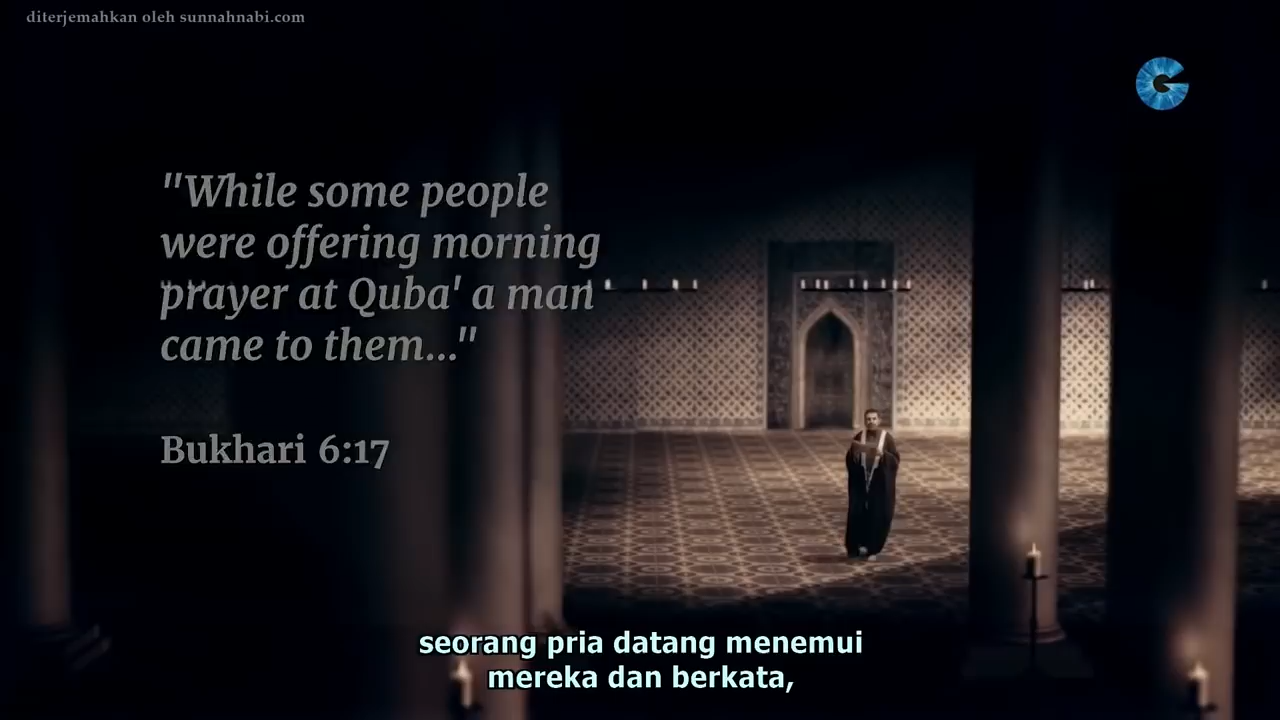 diterjemahkan oleh sunnahnabi.com
"While some people
were offering morning
prayer at Quba' a man
came to them..."
Bukhari 6:17
seorang pria datang menemui
mereka dan berkata,